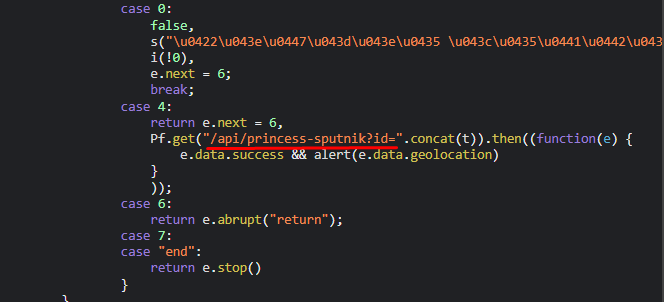 case 0:
false,
s("\u0422\u043e\u0447\u043d\u043e\u0435 \u043c\u0435\u0441\u0442\u043
i(!0),
e.next = 6;
break;
case 4:
return e.next = 6,
Pf.get("/api/princess-sputnik?id=".concat(t)).then((function(e) {
e.data.success && alert(e.data.geolocation)
}
));
case 6:
return e.abrupt("return");
case 7:
case "end":
return e.stop()
}
}